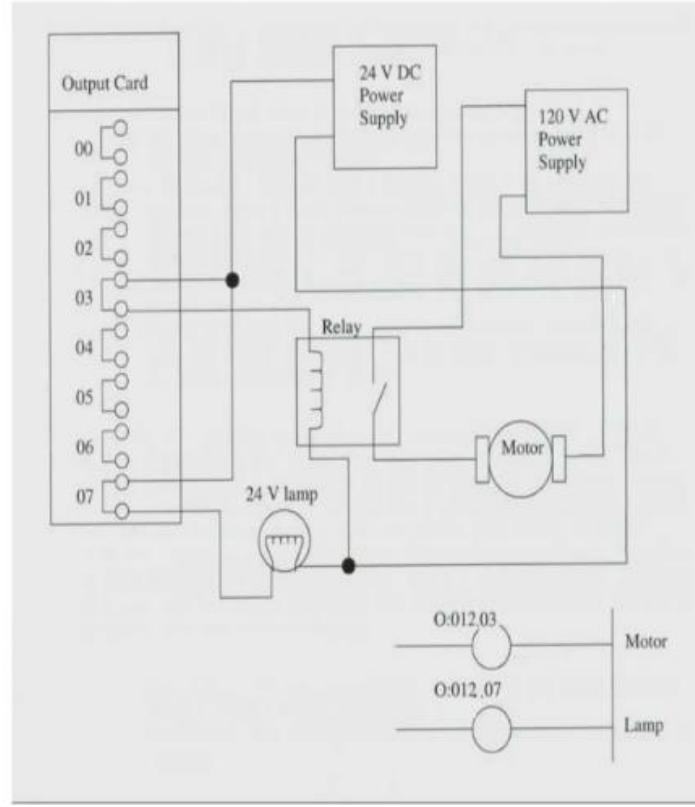 Output Card
24 V DC
Power
Supply
120 V AC
Power
Supply
00
01
02
03
04
05
06
07
Relay
Motor
24 V lamp
O:012.03
Motor
O:012.07
Lamp